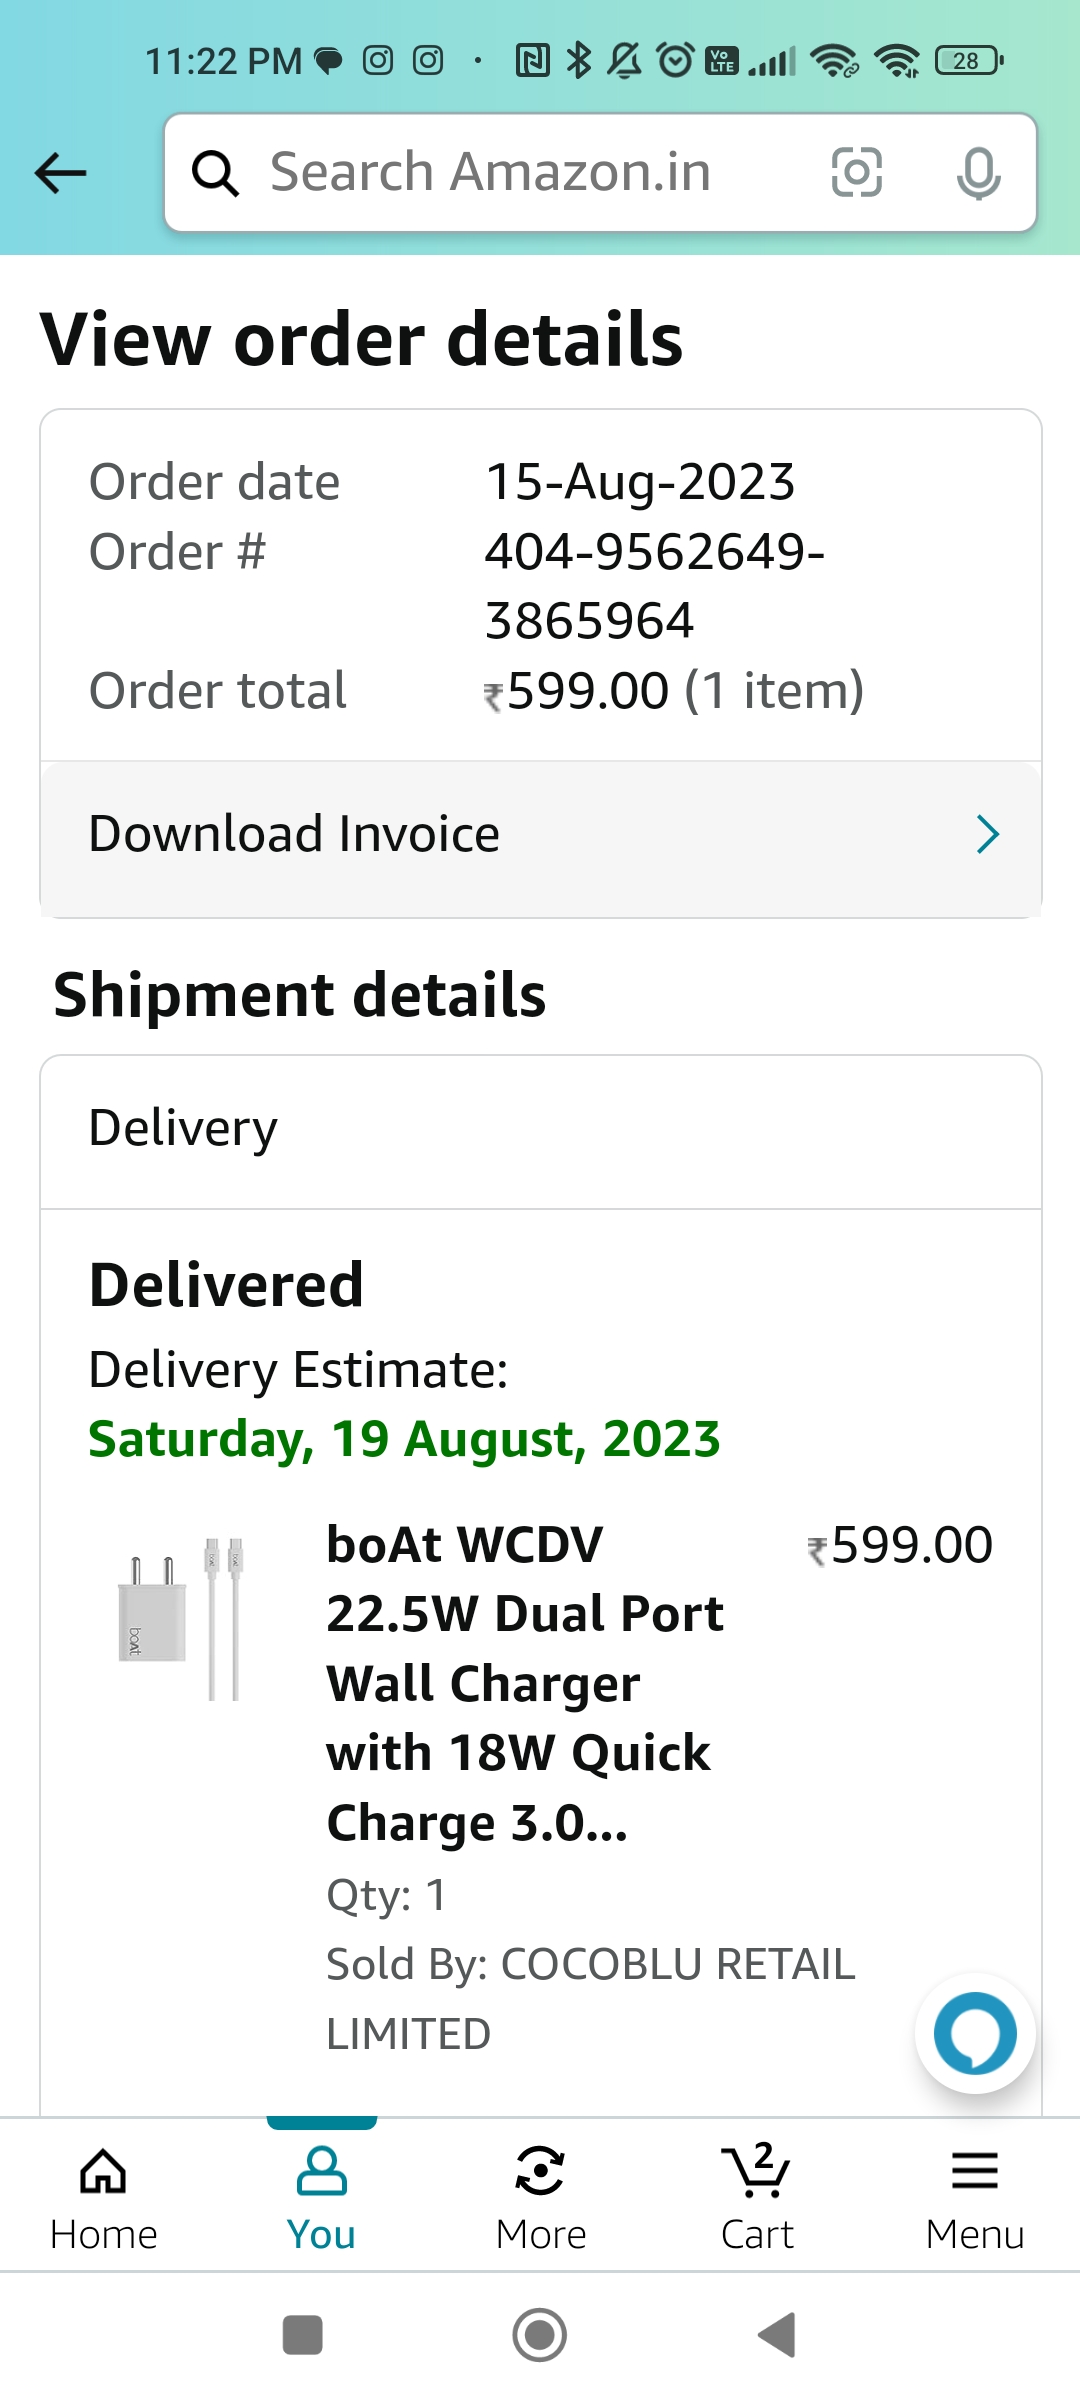 11:22 PM
Vo LTE
28
Search Amazon.in
View order details
Order date 15-Aug-2023
Order # 404-9562649-
3865964
Order total ₹599.00 (1 item)
Download Invoice
Shipment details
Delivery
Delivered
Delivery Estimate:
Saturday, 19 August, 2023
boAt WCDV ₹599.00
22.5W Dual Port
Wall Charger
with 18W Quick
Charge 3.0...
boAt
Qty: 1
Sold By: COCOBLU RETAIL
LIMITED
2
Home You More Cart Menu